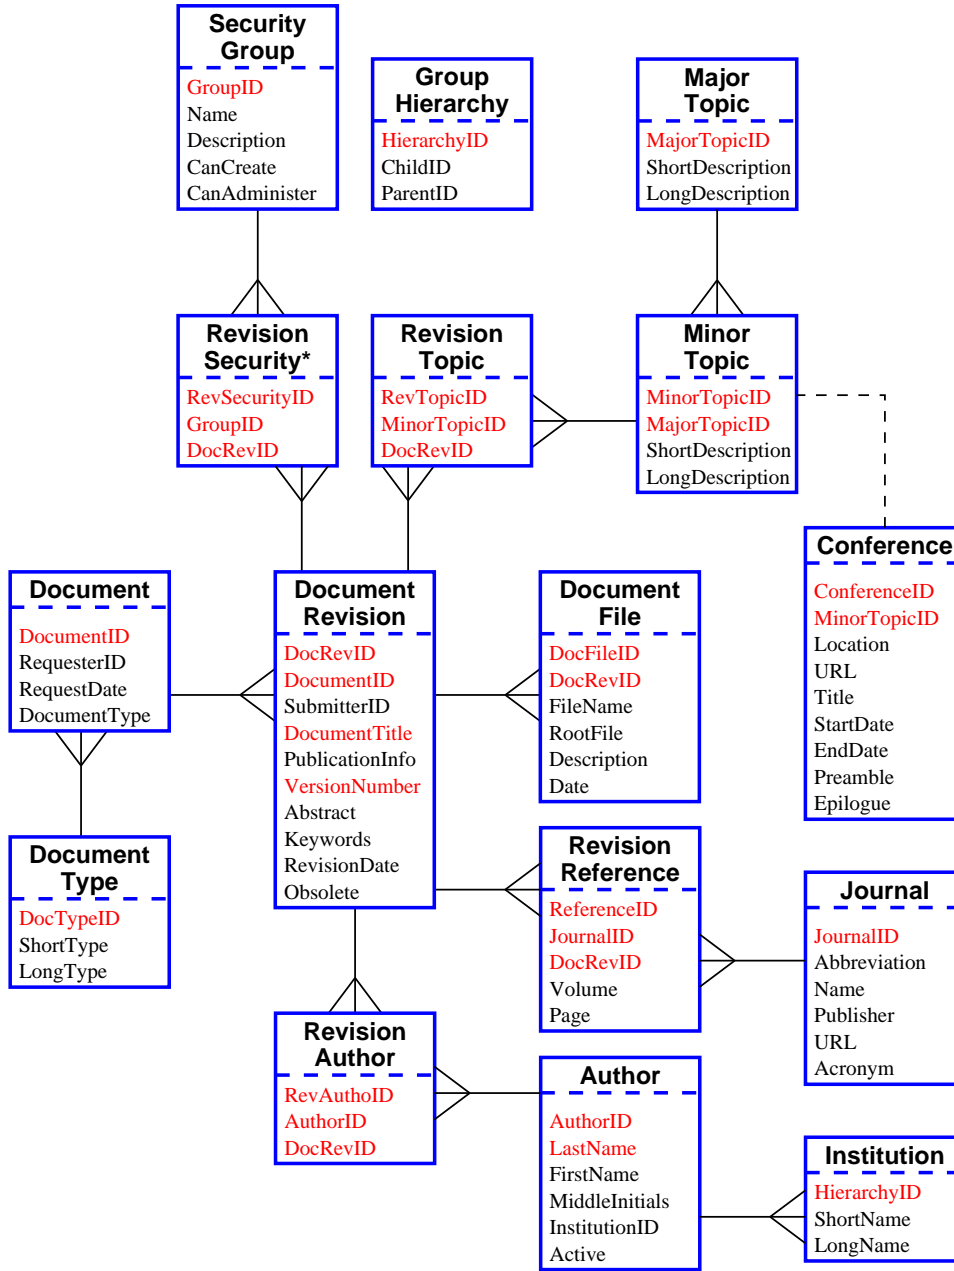 Security
Group
GroupID
Name
Description
CanCreate
CanAdminister
Group
Hierarchy
HierarchyID
ChildID
ParentID
Major
Topic
MajorTopicID
ShortDescription
LongDescription
Revision
Security*
RevSecurityID
GroupID
DocRevID
Revision
Topic
RevTopicID
MinorTopicID
DocRevID
Minor
Topic
MinorTopicID
MajorTopicID
ShortDescription
LongDescription
Conference
ConferenceID
MinorTopicID
Location
URL
Title
StartDate
EndDate
Preamble
Epilogue
Document
DocumentID
RequesterID
RequestDate
DocumentType
Document
Revision
DocRevID
DocumentID
SubmitterID
DocumentTitle
PublicationInfo
VersionNumber
Abstract
Keywords
RevisionDate
Obsolete
Document
File
DocFileID
DocRevID
FileName
RootFile
Description
Date
Document
Type
DocTypeID
ShortType
LongType
Revision
Reference
ReferenceID
JournalID
DocRevID
Volume
Page
Journal
JournalID
Abbreviation
Name
Publisher
URL
Acronym
Revision
Author
RevAuthoID
AuthorID
DocRevID
Author
AuthorID
LastName
FirstName
MiddleInitials
InstitutionID
Active
Institution
HierarchyID
ShortName
LongName